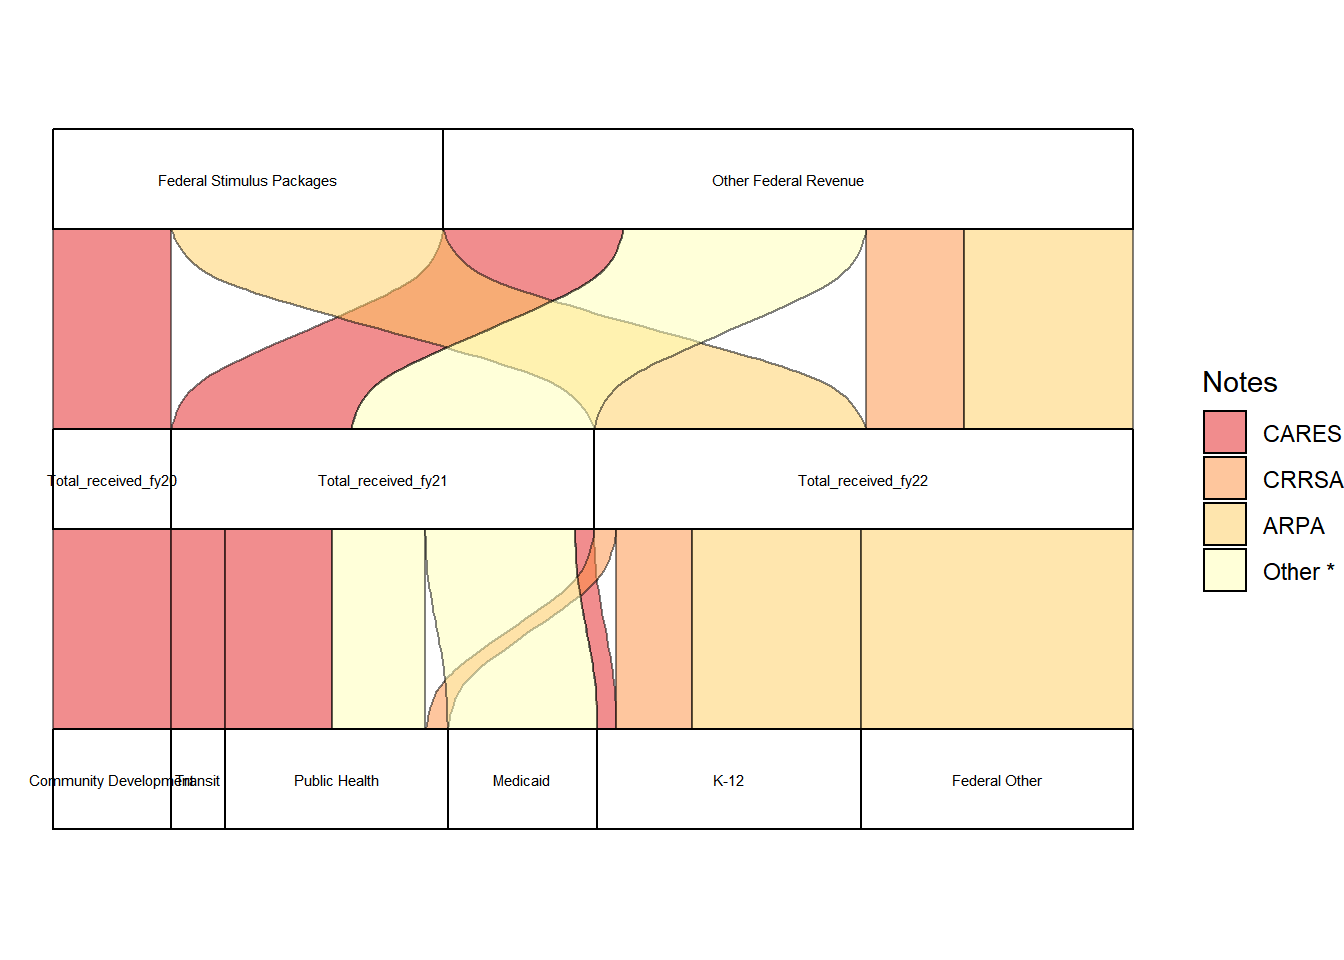 Federal Stimulus Packages
Other Federal Revenue
Total_received_fy20
Total_received_fy21
Total_received_fy22
Community Development
Transit
Public Health
Medicaid
K-12
Federal Other
Notes
CARES
CRRSA
ARPA
Other *